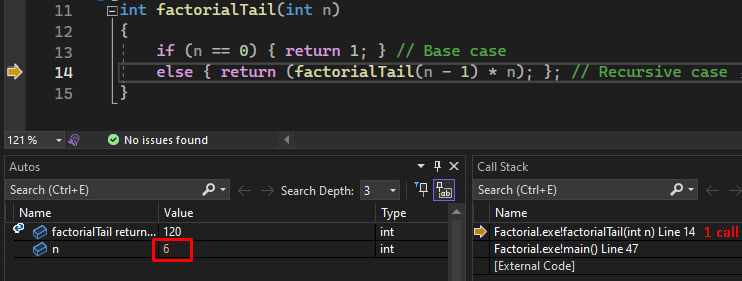 11 int factorialTail(int n)
12 {
13 if (n == 0) { return 1; } // Base case
14 else { return (factorialTail(n - 1) * n); }; // Recursive case
15 }
121 % No issues found
Autos
Search (Ctrl+E) Search Depth: 3
Name Value Type
factorialTail return... 120 int
n 6 int
Call Stack
Search (Ctrl+E)
Name
Factorial.exe!factorialTail(int n) Line 14 1 call
Factorial.exe!main() Line 47
[External Code]